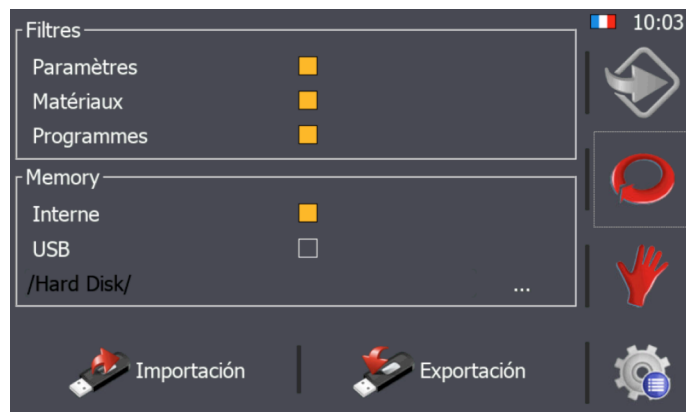 10:03
Filtres
Paramètres
Matériaux
Programmes
Memory
Interne
USB
/Hard Disk/ ...
Importación Exportación